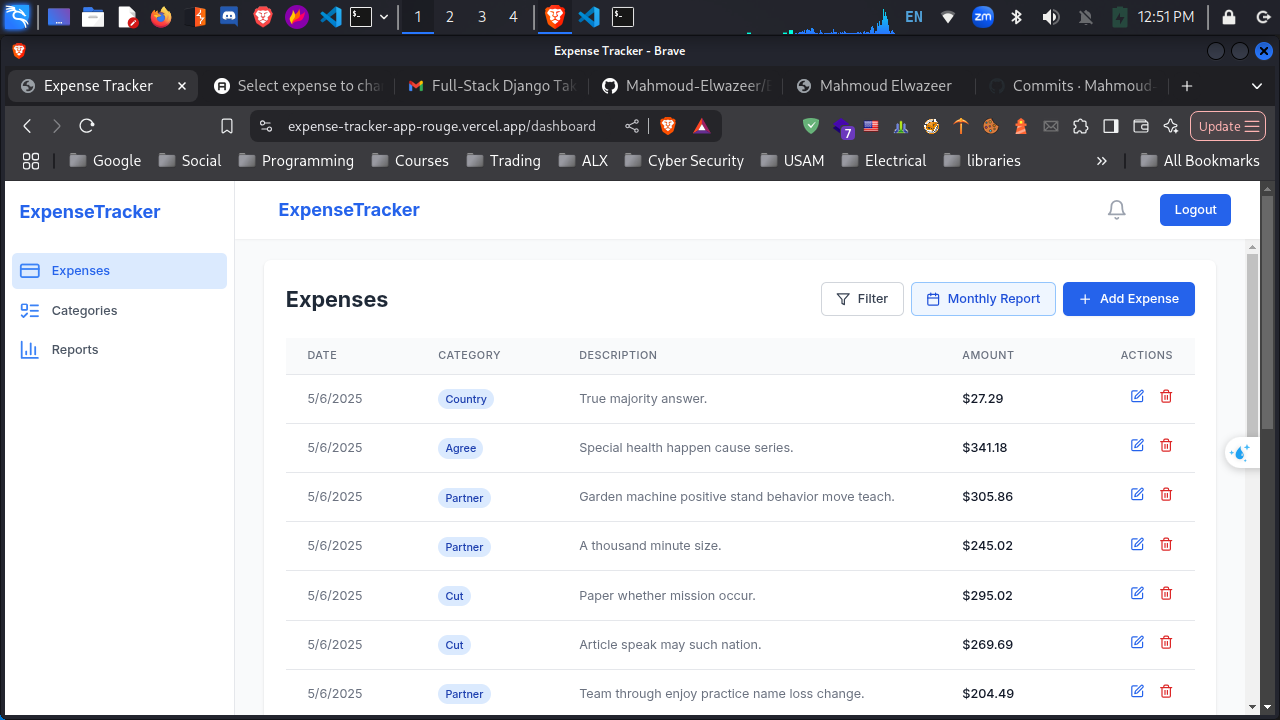 1 2 3 4 EN zm 12:51 PM
Expense Tracker - Brave
Expense Tracker Select expense to cha Full-Stack Django Tak Mahmoud-Elwazeer/E Mahmoud Elwazeer Commits · Mahmoud-
expense-tracker-app-rouge.vercel.app/dashboard 7 Update
Google Social Programming Courses Trading ALX Cyber Security USAM Electrical libraries » All Bookmarks
ExpenseTracker ExpenseTracker Logout
Expenses
Categories
Reports
Expenses Filter Monthly Report + Add Expense
DATE CATEGORY DESCRIPTION AMOUNT ACTIONS
5/6/2025 Country True majority answer. $27.29
5/6/2025 Agree Special health happen cause series. $341.18
5/6/2025 Partner Garden machine positive stand behavior move teach. $305.86
5/6/2025 Partner A thousand minute size. $245.02
5/6/2025 Cut Paper whether mission occur. $295.02
5/6/2025 Cut Article speak may such nation. $269.69
5/6/2025 Partner Team through enjoy practice name loss change. $204.49